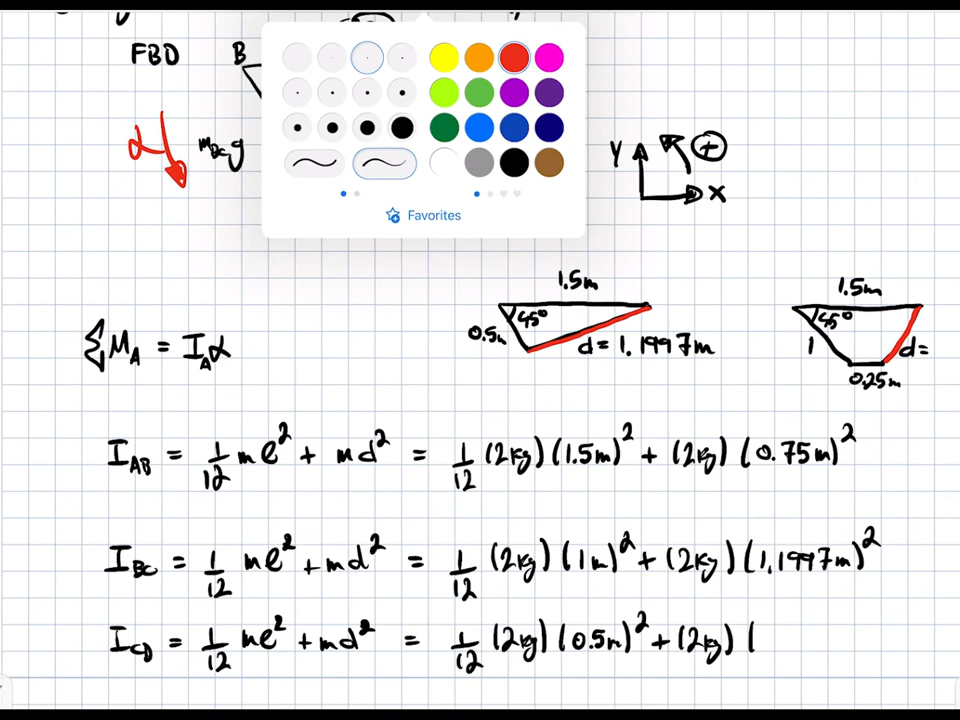 FBD B
α m_BC g
Y ⊕
X
Favorites
1.5m 1.5m
0.5m 45° d = 1.1997m
45° 1 d =
0.25m
ΣM_A = I_A α
I_AB = 1/12 ml² + md² = 1/12 (2kg)(1.5m)² + (2kg)(0.75m)²
I_BC = 1/12 ml² + md² = 1/12 (2kg)(1m)² + (2kg)(1.1997m)²
I_CD = 1/12 ml² + md² = 1/12 (2kg)(0.5m)² + (2kg)(